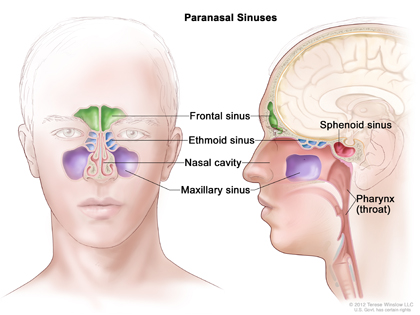 Paranasal Sinuses
Frontal sinus
Sphenoid sinus
Ethmoid sinus
Nasal cavity
Maxillary sinus
Pharynx
(throat)
© 2012 Terese Winslow LLC
U.S. Govt. has certain rights